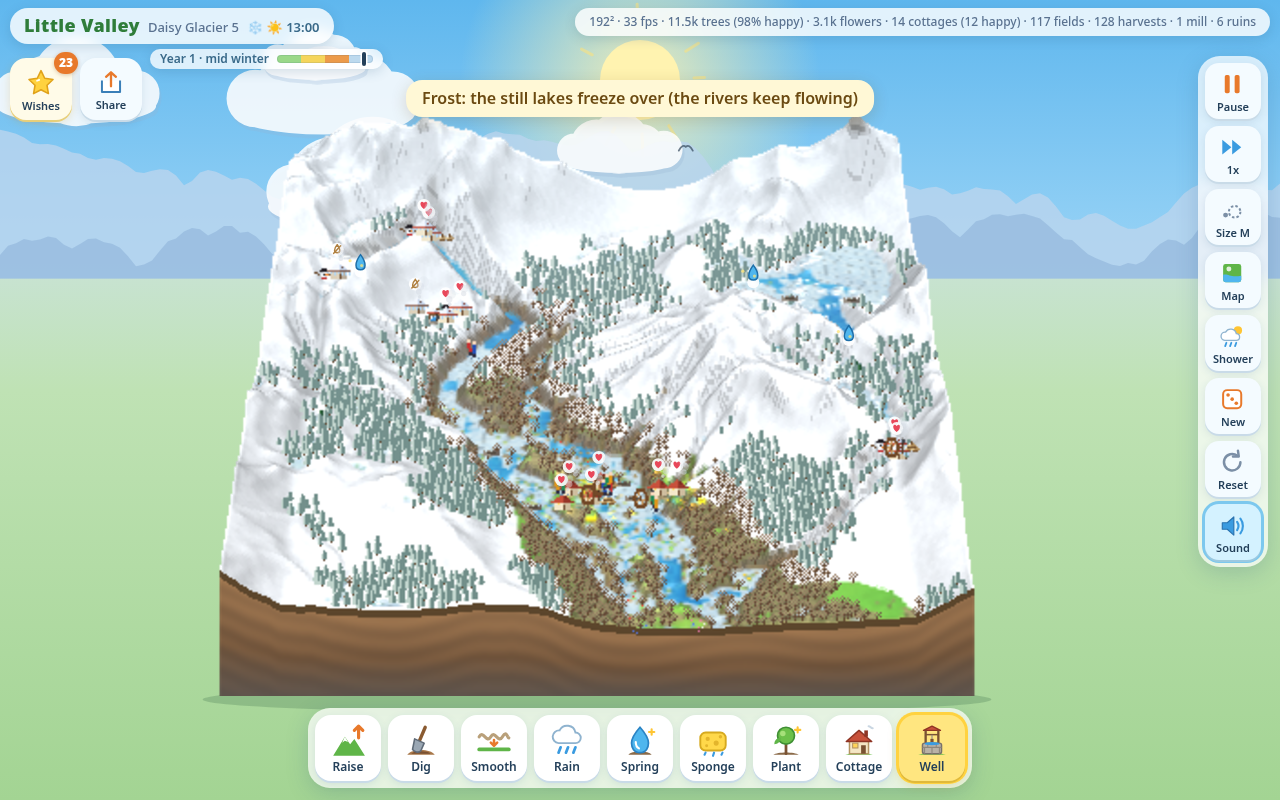 Little Valley Daisy Glacier 5 13:00
192² · 33 fps · 11.5k trees (98% happy) · 3.1k flowers · 14 cottages (12 happy) · 117 fields · 128 harvests · 1 mill · 6 ruins
Year 1 · mid winter
23
Wishes
Share
Frost: the still lakes freeze over (the rivers keep flowing)
Pause
1x
Size M
Map
Shower
New
Reset
Sound
Raise
Dig
Smooth
Rain
Spring
Sponge
Plant
Cottage
Well